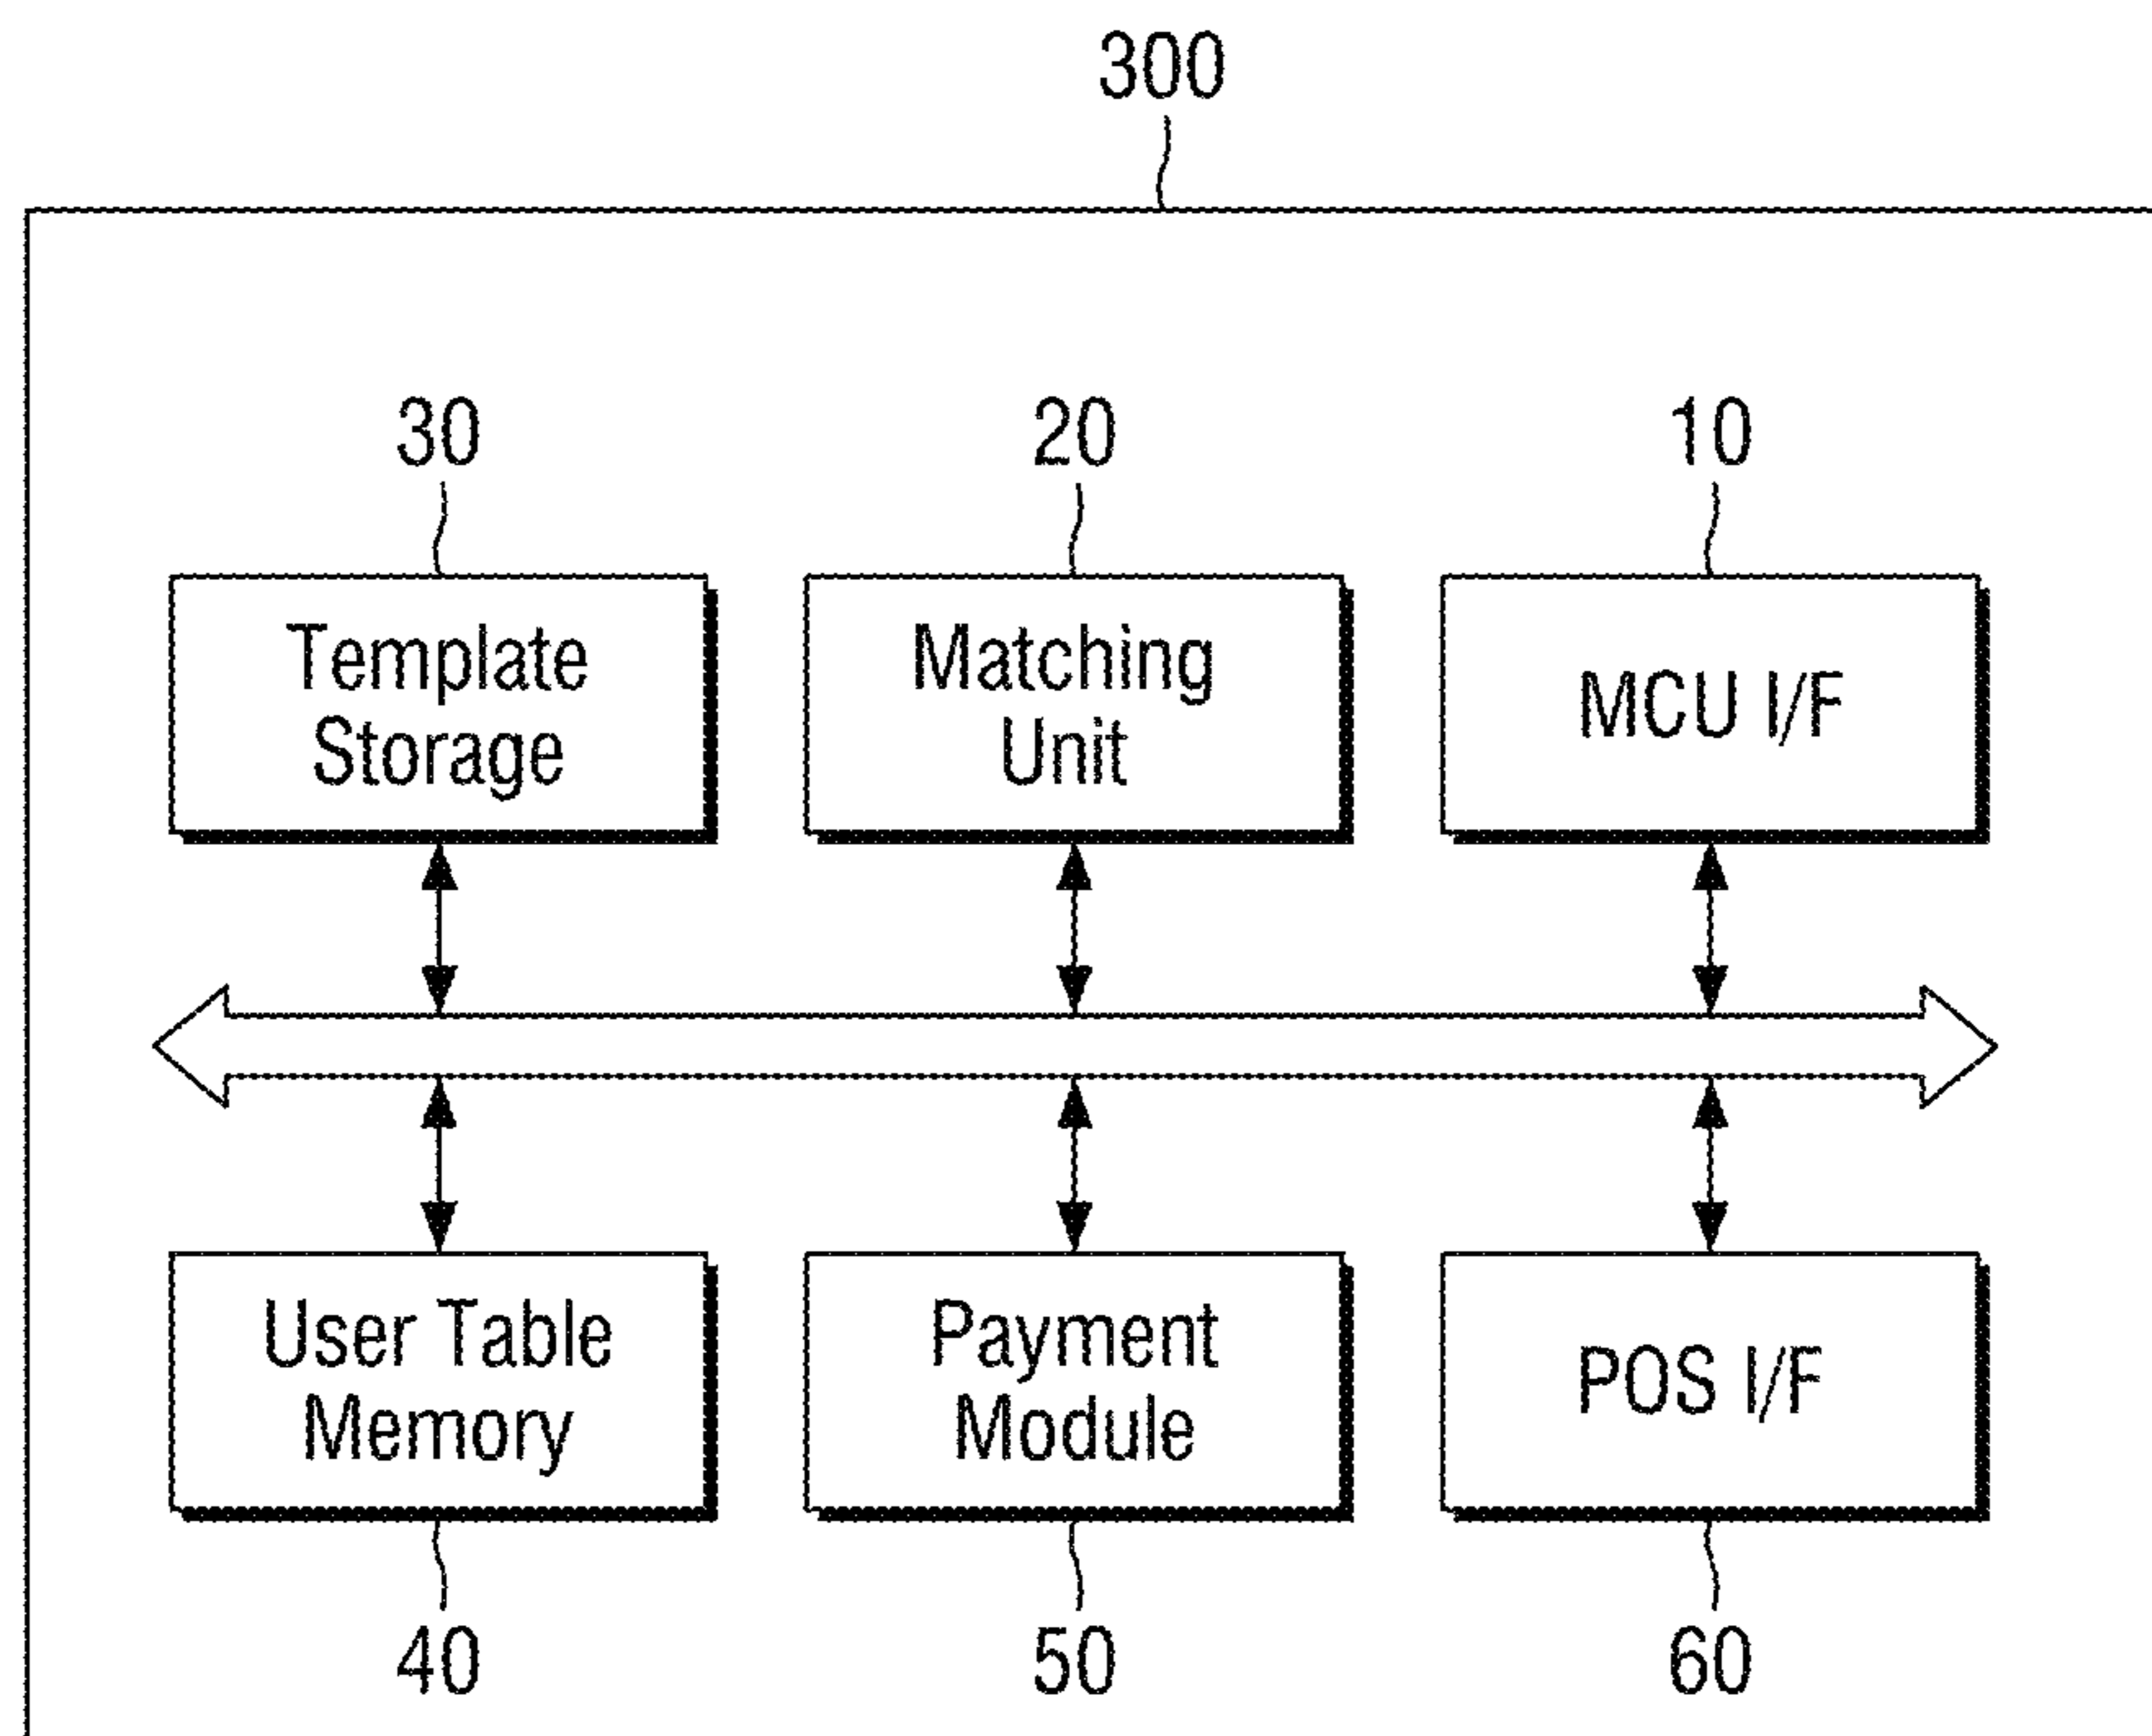 300
30
20
10
Template
Storage
Matching
Unit
MCU I/F
User Table
Memory
Payment
Module
POS I/F
40
50
60